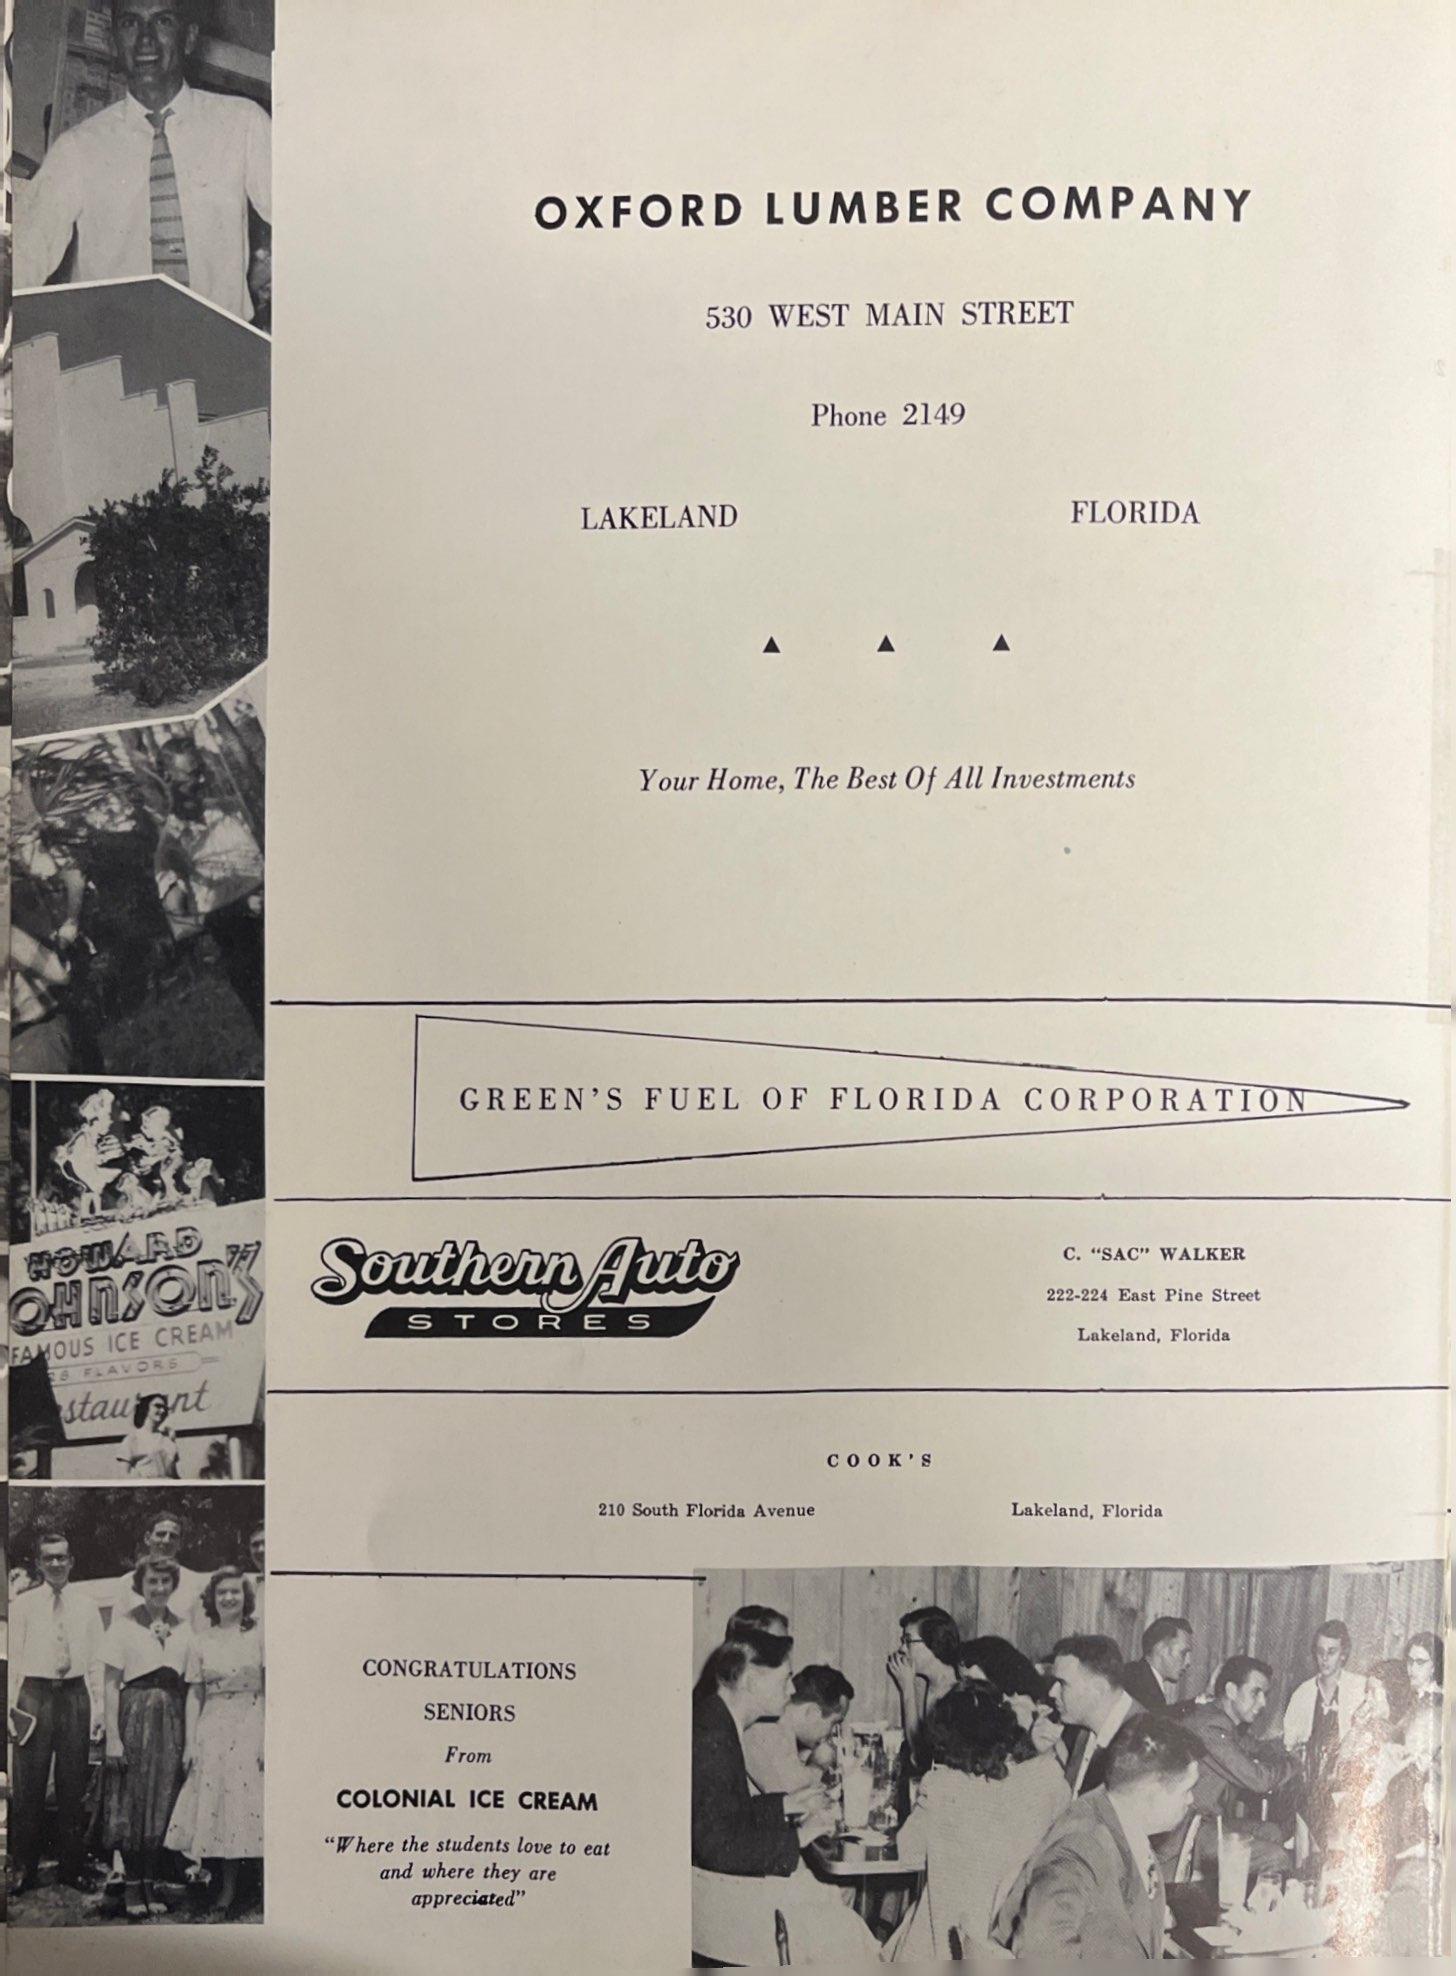 OXFORD LUMBER COMPANY
530 WEST MAIN STREET
Phone 2149
LAKELAND FLORIDA
Your Home, The Best Of All Investments
GREEN'S FUEL OF FLORIDA CORPORATION
Southern Auto
STORES
C. "SAC" WALKER
222-224 East Pine Street
Lakeland, Florida
COOK'S
210 South Florida Avenue Lakeland, Florida
CONGRATULATIONS
SENIORS
From
COLONIAL ICE CREAM
"Where the students love to eat
and where they are
appreciated"
HOWARD
OHNSON'S
FAMOUS ICE CREAM
28 FLAVORS